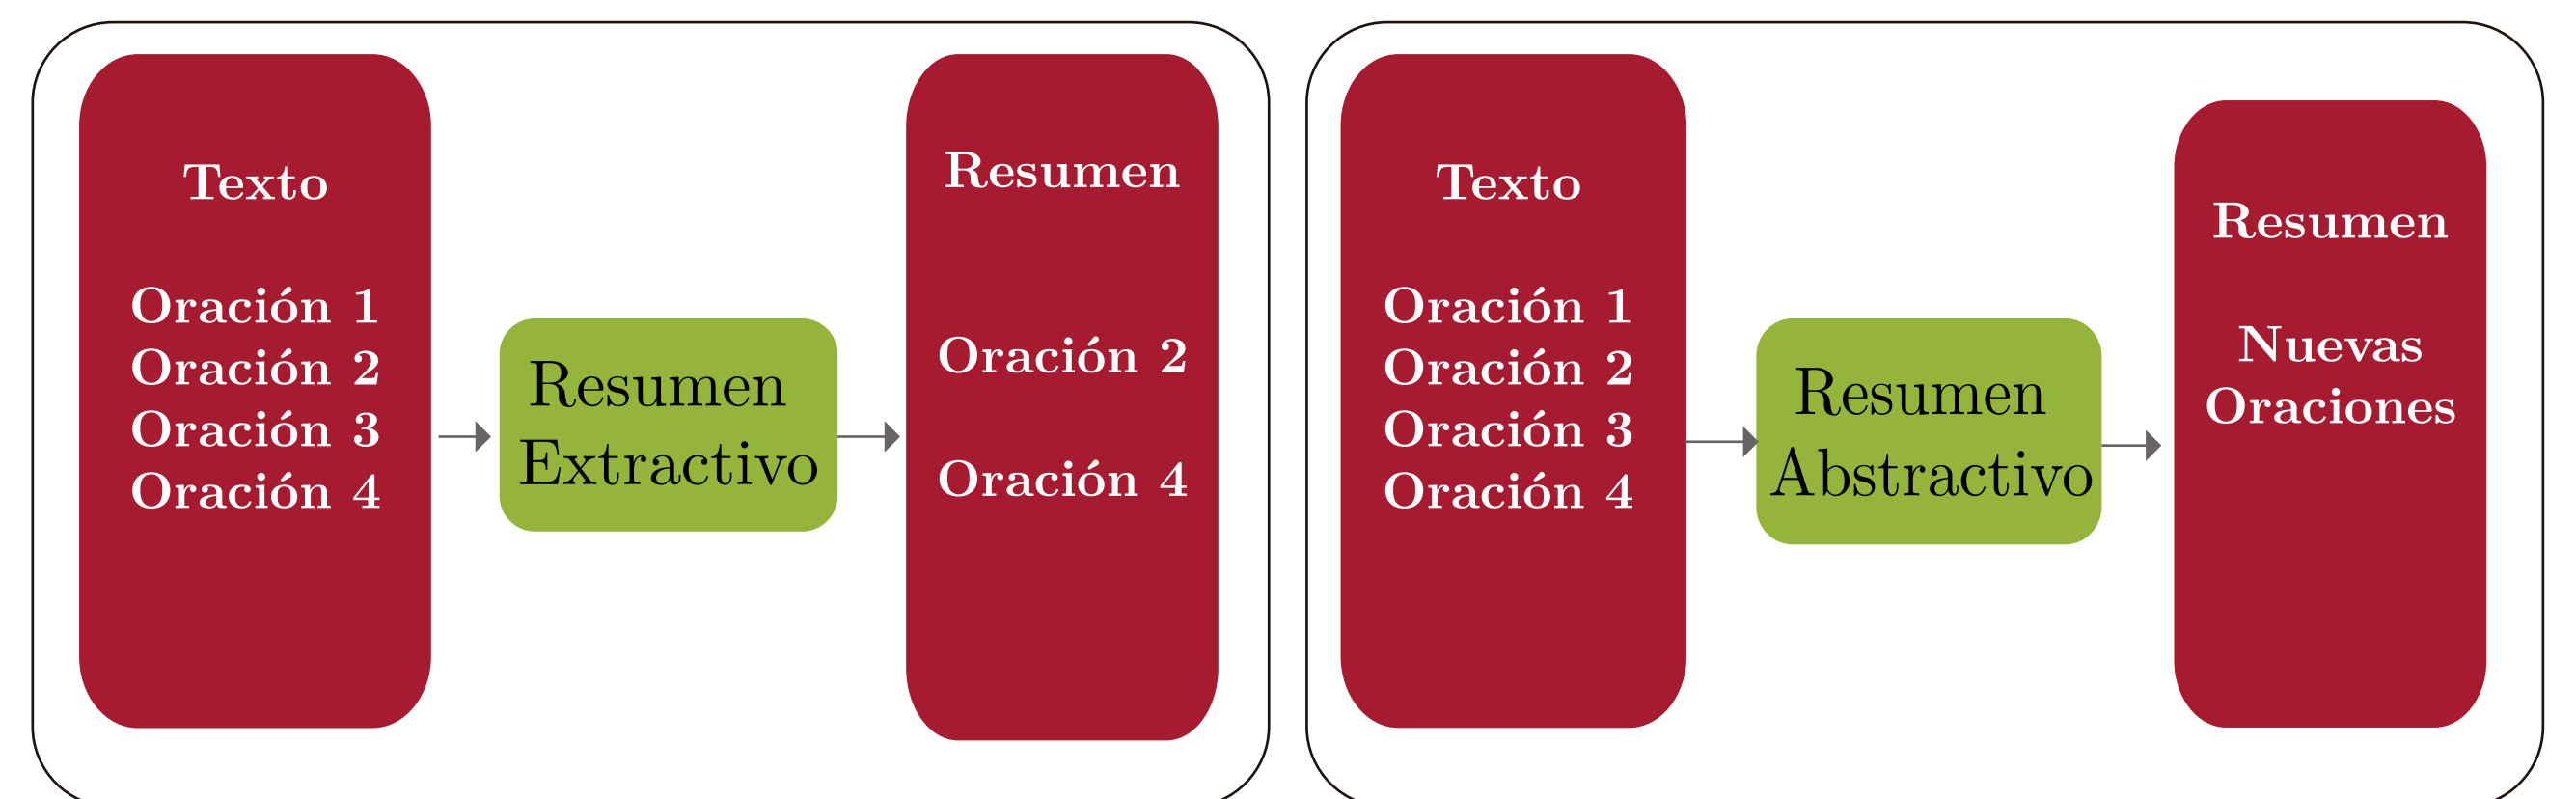 Texto
Oración 1
Oración 2
Oración 3
Oración 4
Resumen
Extractivo
Resumen
Oración 2
Oración 4
Texto
Oración 1
Oración 2
Oración 3
Oración 4
Resumen
Abstractivo
Resumen
Nuevas
Oraciones